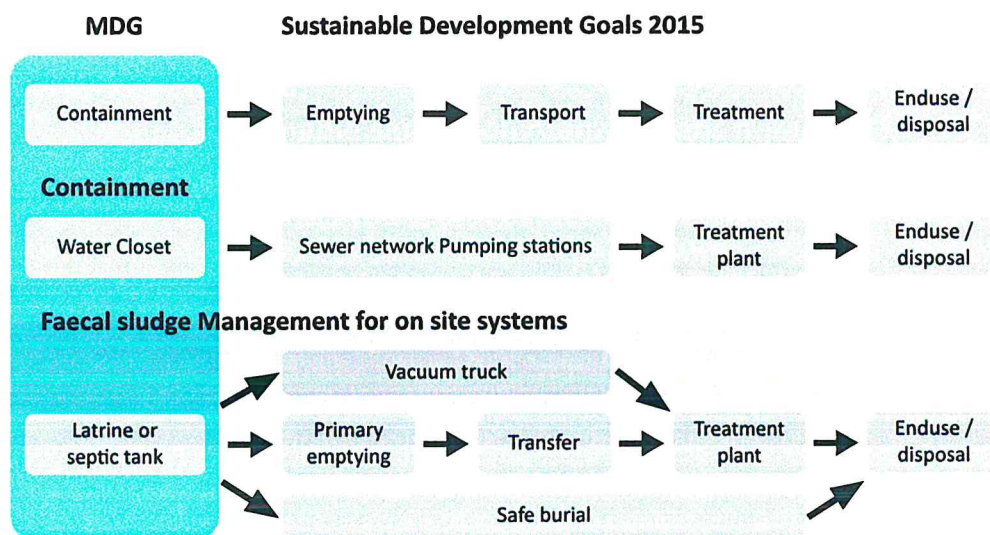 MDG
Sustainable Development Goals 2015
Containment
Emptying
Transport
Treatment
Enduse /
disposal
Containment
Water Closet
Sewer network Pumping stations
Treatment
plant
Enduse /
disposal
Faecal sludge Management for on site systems
Vacuum truck
Latrine or
septic tank
Primary
emptying
Transfer
Treatment
plant
Enduse /
disposal
Safe burial